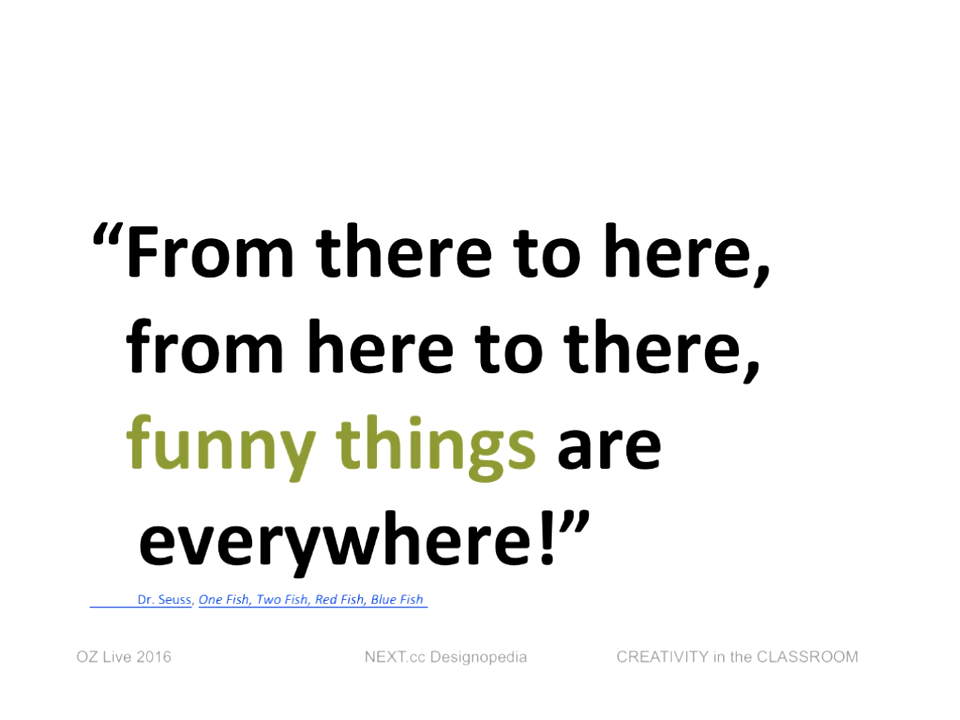 “From there to here,
from here to there,
funny things are
everywhere!”
Dr. Seuss, One Fish, Two Fish, Red Fish, Blue Fish
OZ Live 2016 NEXT.cc Designopedia CREATIVITY in the CLASSROOM